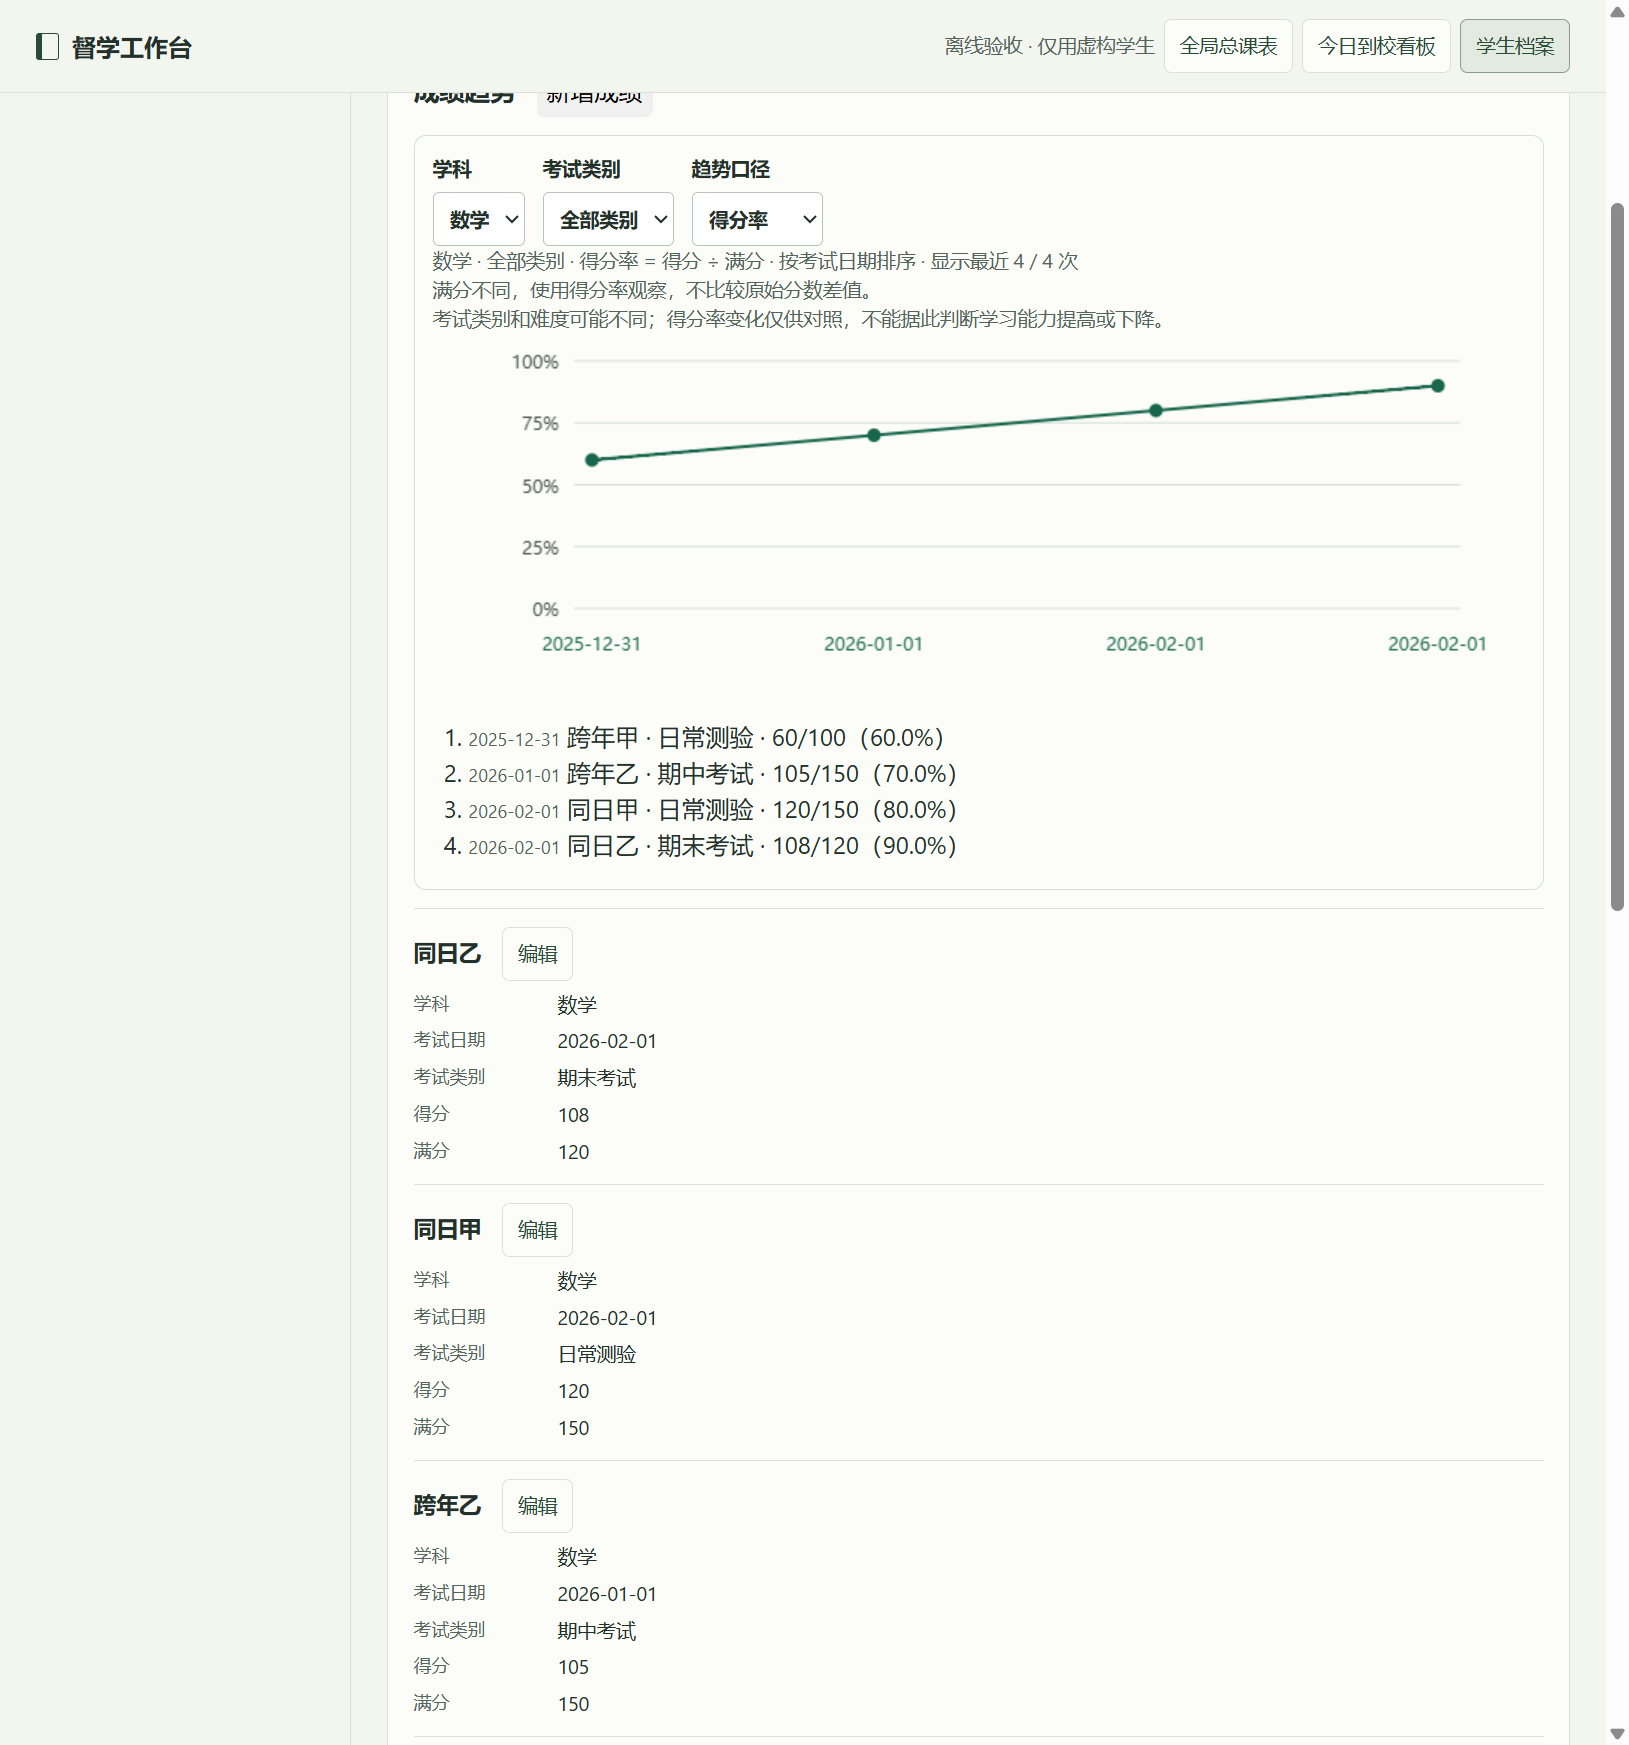 督学工作台
离线验收 · 仅用虚构学生 全局总课表 今日到校看板 学生档案
成绩趋势 新增成绩
学科 考试类别 趋势口径
数学 全部类别 得分率
数学 · 全部类别 · 得分率 = 得分 ÷ 满分 · 按考试日期排序 · 显示最近 4 / 4 次
满分不同，使用得分率观察，不比较原始分数差值。
考试类别和难度可能不同；得分率变化仅供对照，不能据此判断学习能力提高或下降。
100%
75%
50%
25%
0%
2025-12-31 2026-01-01 2026-02-01 2026-02-01
1. 2025-12-31 跨年甲 · 日常测验 · 60/100（60.0%）
2. 2026-01-01 跨年乙 · 期中考试 · 105/150（70.0%）
3. 2026-02-01 同日甲 · 日常测验 · 120/150（80.0%）
4. 2026-02-01 同日乙 · 期末考试 · 108/120（90.0%）
同日乙 编辑
学科 数学
考试日期 2026-02-01
考试类别 期末考试
得分 108
满分 120
同日甲 编辑
学科 数学
考试日期 2026-02-01
考试类别 日常测验
得分 120
满分 150
跨年乙 编辑
学科 数学
考试日期 2026-01-01
考试类别 期中考试
得分 105
满分 150